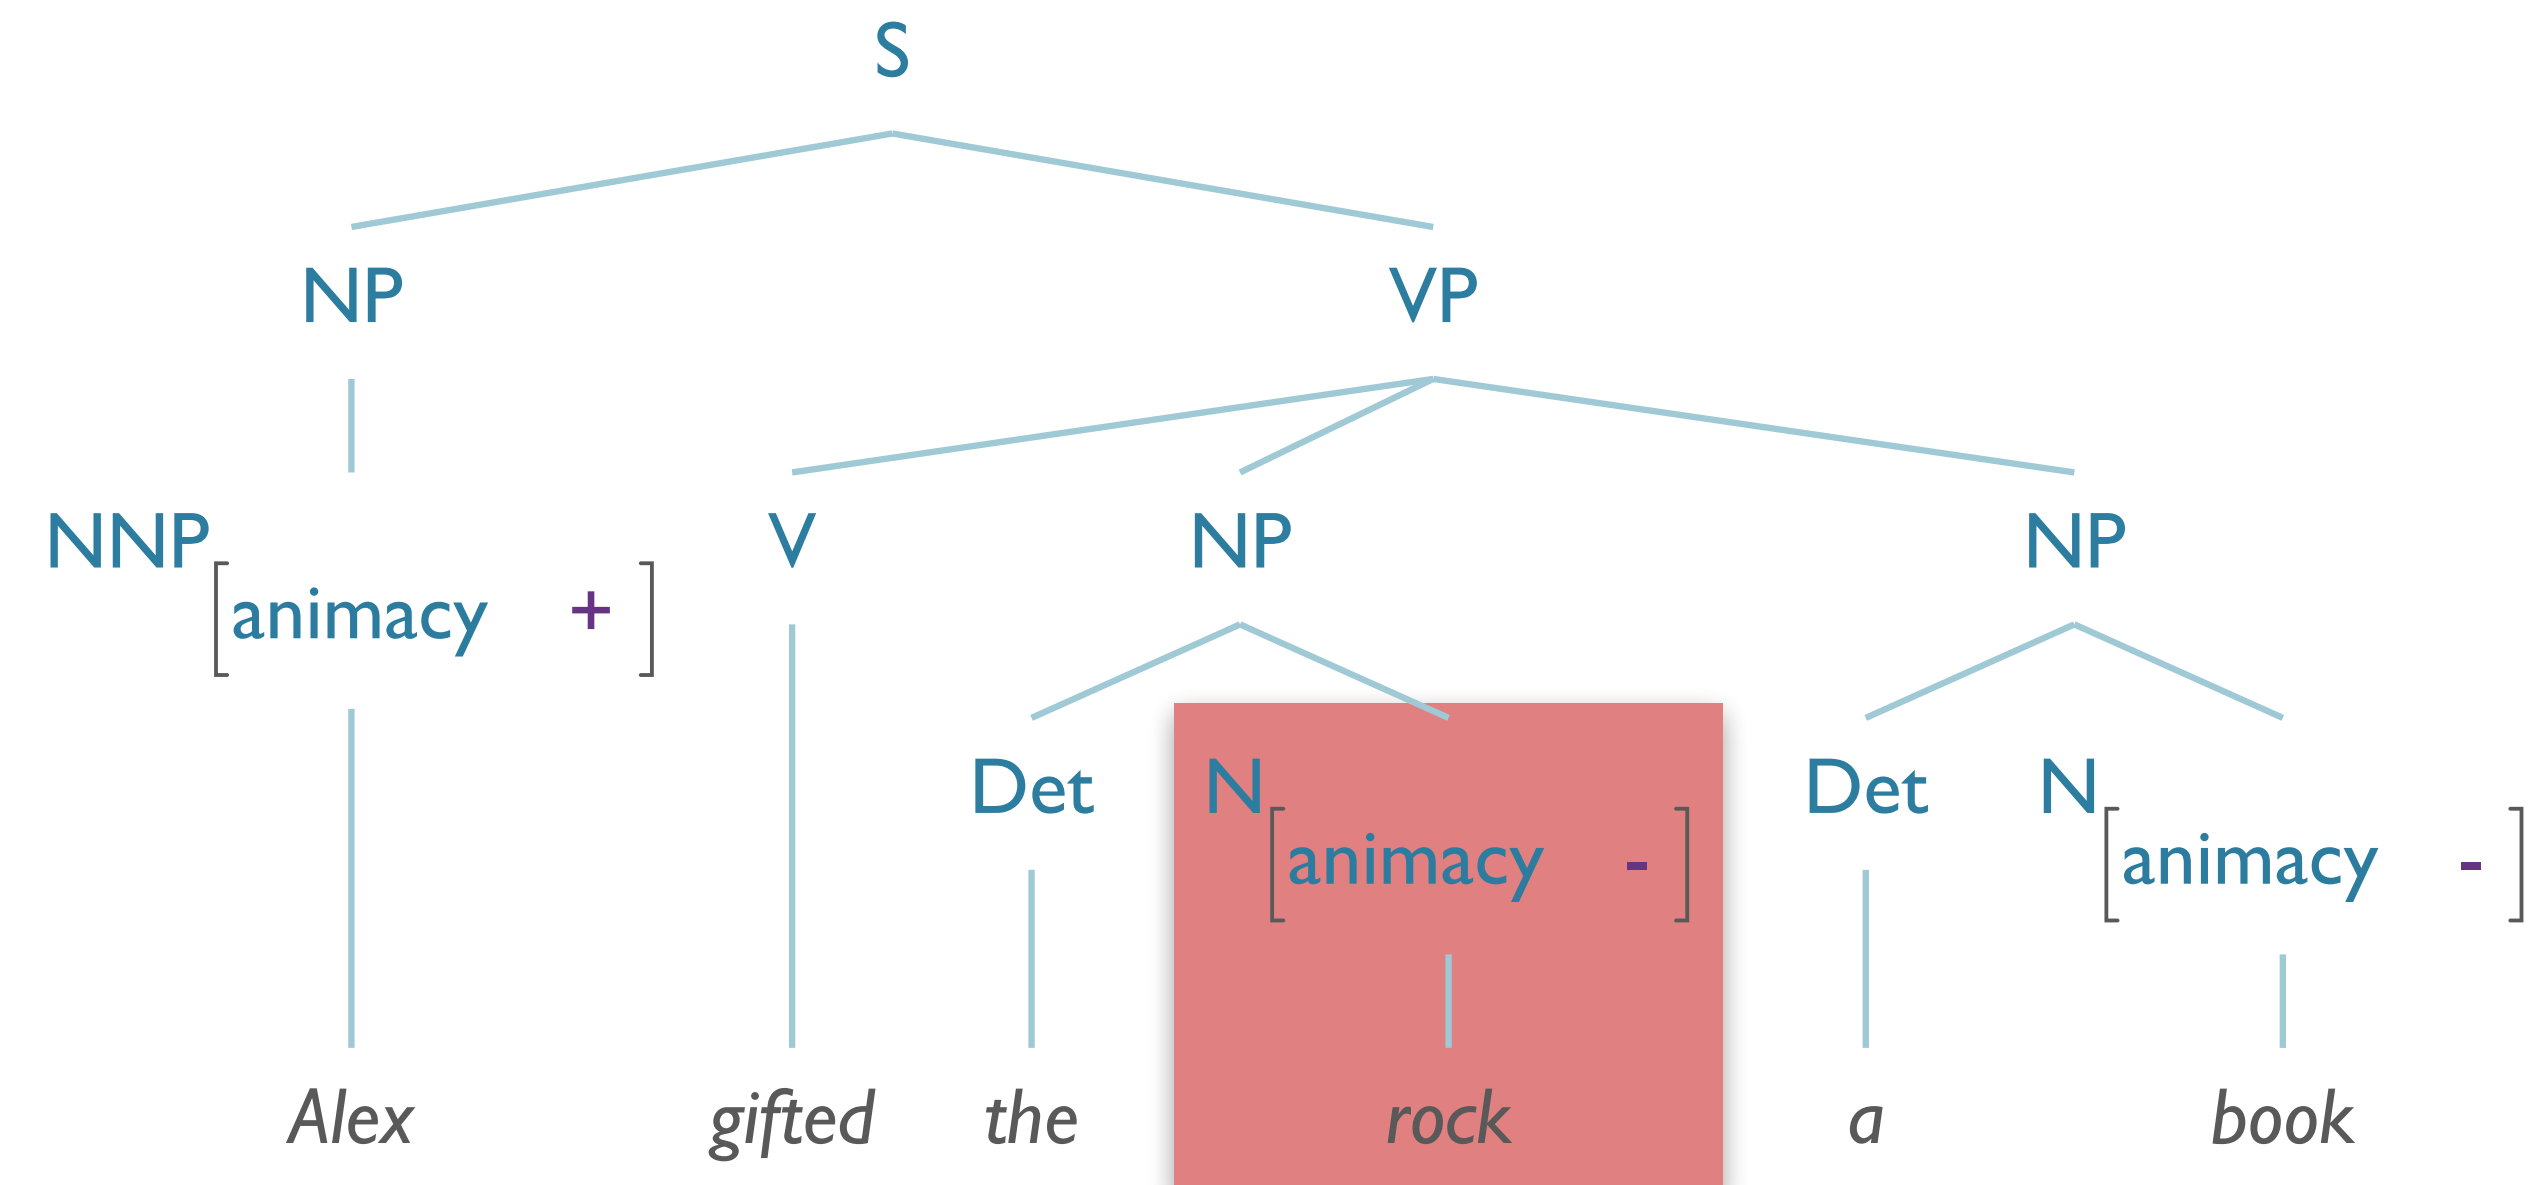 S
NP VP
NNP V NP NP
[animacy + ]
Det N Det N
[animacy - ] [animacy - ]
Alex gifted the rock a book